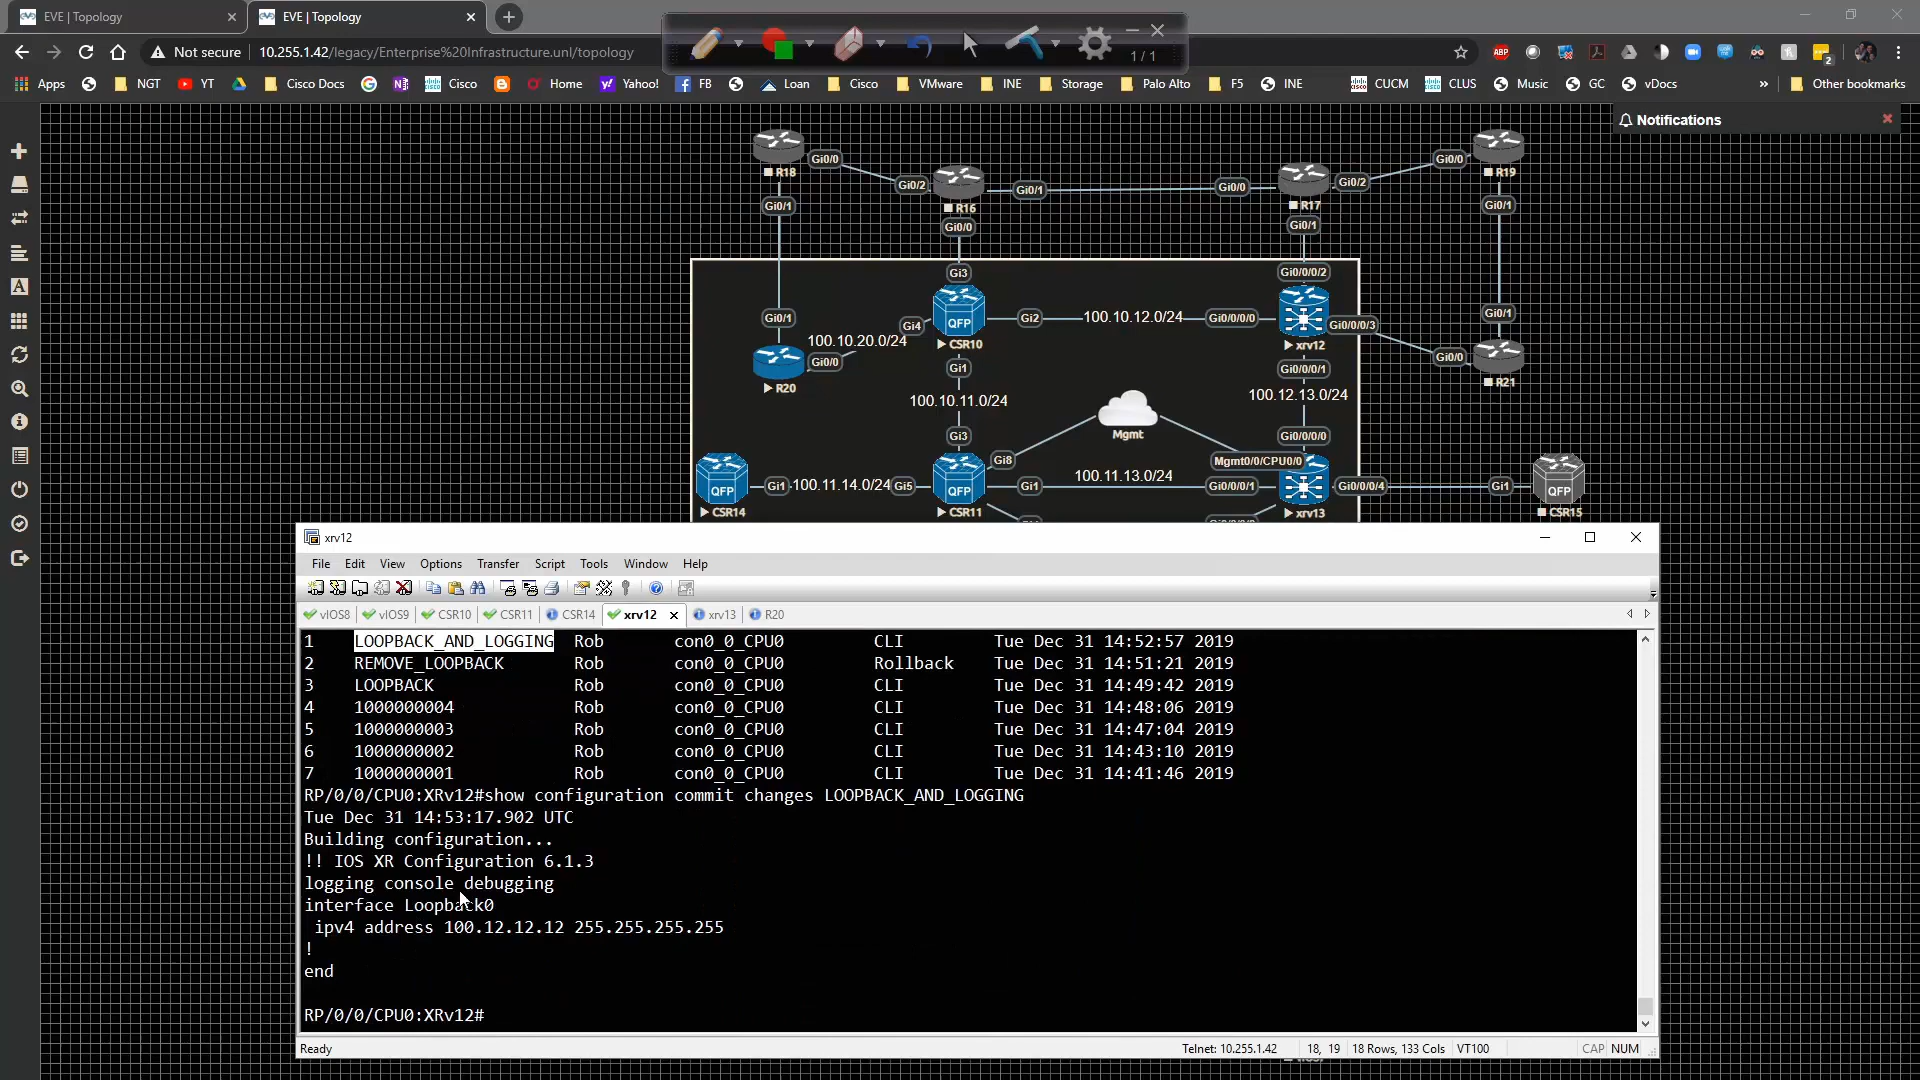 EVE | Topology
EVE | Topology
1 / 1
Not secure
10.255.1.42/legacy/Enterprise%20Infrastructure.unl/topology
ABP
2
Apps
NGT
YT
Cisco Docs
Cisco
Home
Yahoo!
FB
Loan
Cisco
VMware
INE
Storage
Palo Alto
F5
INE
CUCM
CLUS
Music
GC
vDocs
»
Other bookmarks
Notifications
R18
Gi0/0
Gi0/2
R16
Gi0/1
Gi0/0
R17
Gi0/2
Gi0/0
R19
Gi0/1
Gi0/0
Gi0/1
Gi0/1
Gi3
Gi0/0/0/2
Gi0/1
Gi4
QFP
CSR10
Gi2
100.10.12.0/24
Gi0/0/0/0
xrv12
Gi0/0/0/3
Gi0/1
100.10.20.0/24
R20
Gi0/0
Gi1
Gi0/0/0/1
Gi0/0
R21
100.10.11.0/24
100.12.13.0/24
Mgmt
Gi3
Gi0/0/0/0
Gi8
Mgmt0/0/CPU0/0
QFP
CSR14
Gi1
100.11.14.0/24
Gi5
QFP
CSR11
Gi1
100.11.13.0/24
Gi0/0/0/1
xrv13
Gi0/0/0/4
Gi1
QFP
CSR15
xrv12
File Edit View Options Transfer Script Tools Window Help
vIOS8 vIOS9 CSR10 CSR11 CSR14 xrv12 xrv13 R20
1 LOOPBACK_AND_LOGGING Rob con0_0_CPU0 CLI Tue Dec 31 14:52:57 2019
2 REMOVE_LOOPBACK Rob con0_0_CPU0 Rollback Tue Dec 31 14:51:21 2019
3 LOOPBACK Rob con0_0_CPU0 CLI Tue Dec 31 14:49:42 2019
4 1000000004 Rob con0_0_CPU0 CLI Tue Dec 31 14:48:06 2019
5 1000000003 Rob con0_0_CPU0 CLI Tue Dec 31 14:47:04 2019
6 1000000002 Rob con0_0_CPU0 CLI Tue Dec 31 14:43:10 2019
7 1000000001 Rob con0_0_CPU0 CLI Tue Dec 31 14:41:46 2019
RP/0/0/CPU0:XRv12#show configuration commit changes LOOPBACK_AND_LOGGING
Tue Dec 31 14:53:17.902 UTC
Building configuration...
!! IOS XR Configuration 6.1.3
logging console debugging
interface Loopback0
ipv4 address 100.12.12.12 255.255.255.255
!
end
RP/0/0/CPU0:XRv12#
Ready
Telnet: 10.255.1.42 18, 19 18 Rows, 133 Cols VT100 CAP NUM